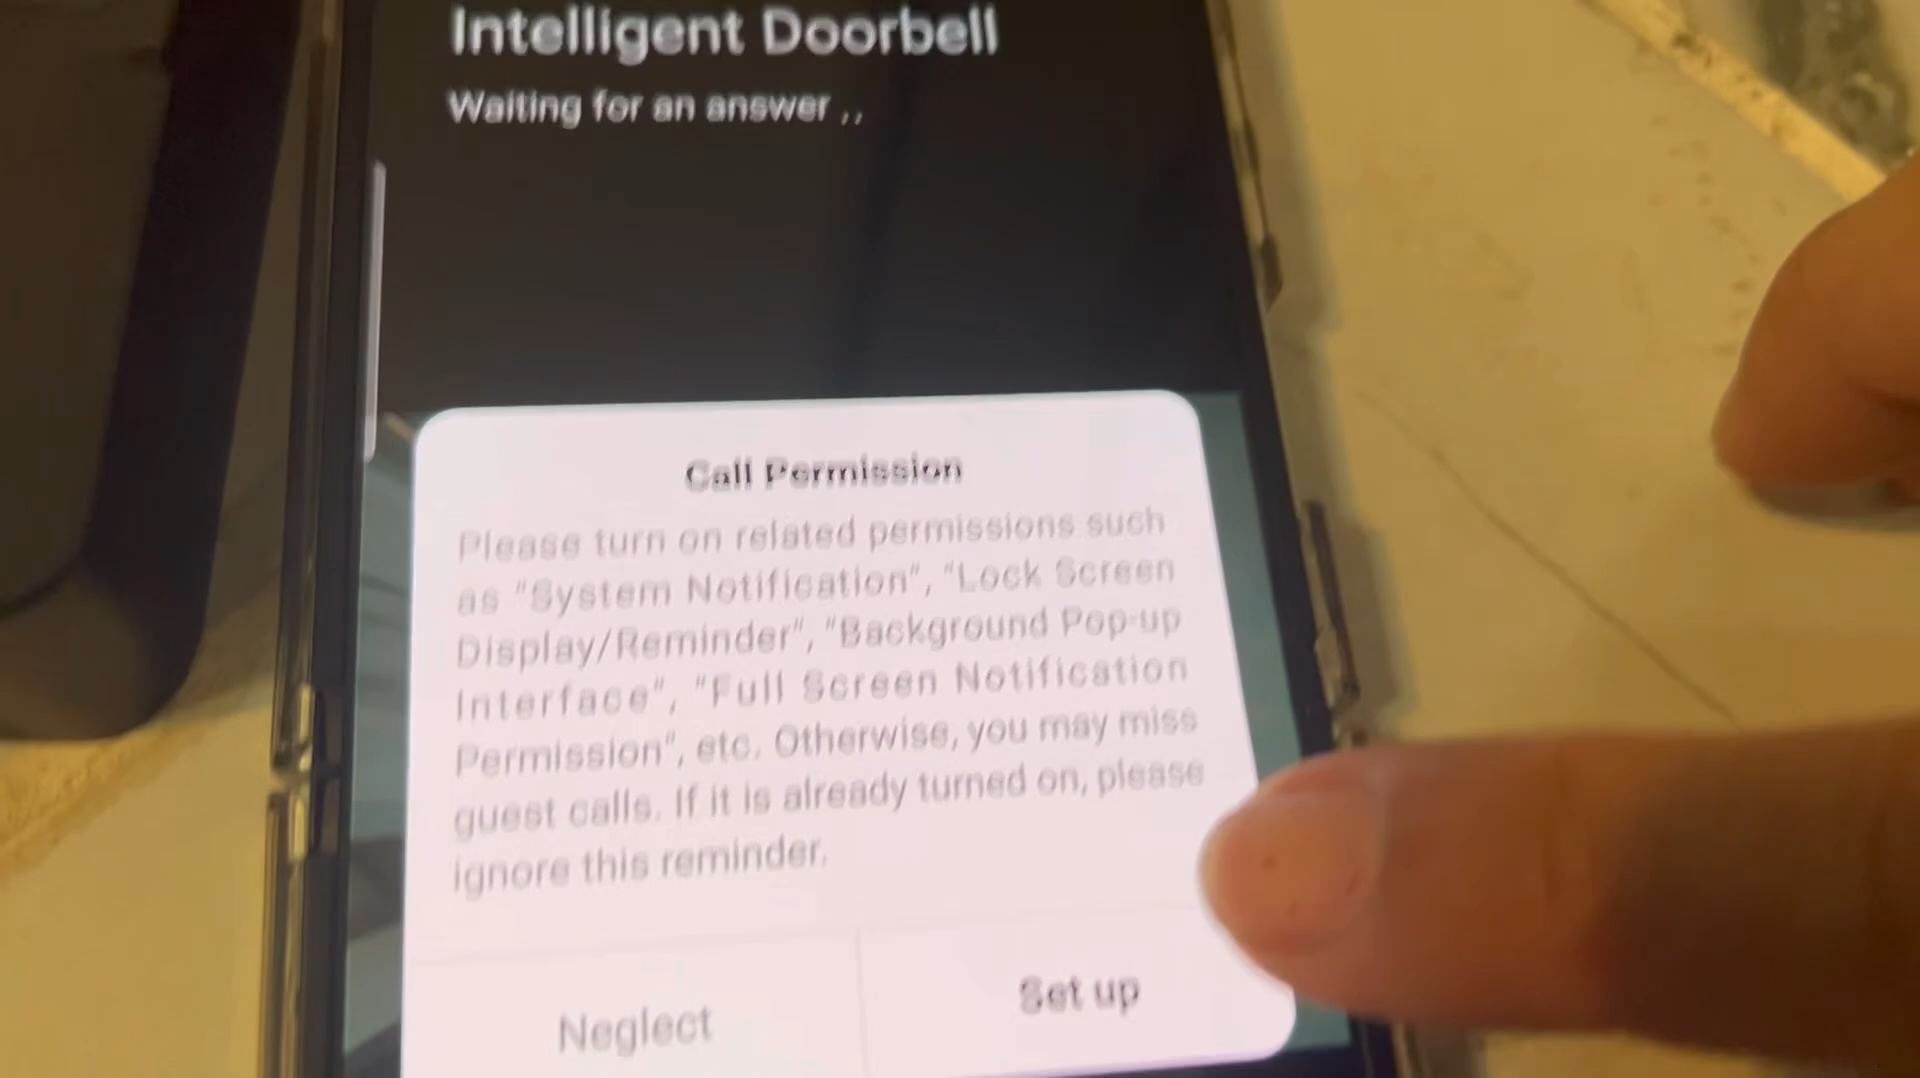 Intelligent Doorbell
Waiting for an answer ,,
Call Permission
Please turn on related permissions such
as "System Notification", "Lock Screen
Display/Reminder", "Background Pop-up
Interface", "Full Screen Notification
Permission", etc. Otherwise, you may miss
guest calls. If it is already turned on, please
ignore this reminder.
Neglect
Set up